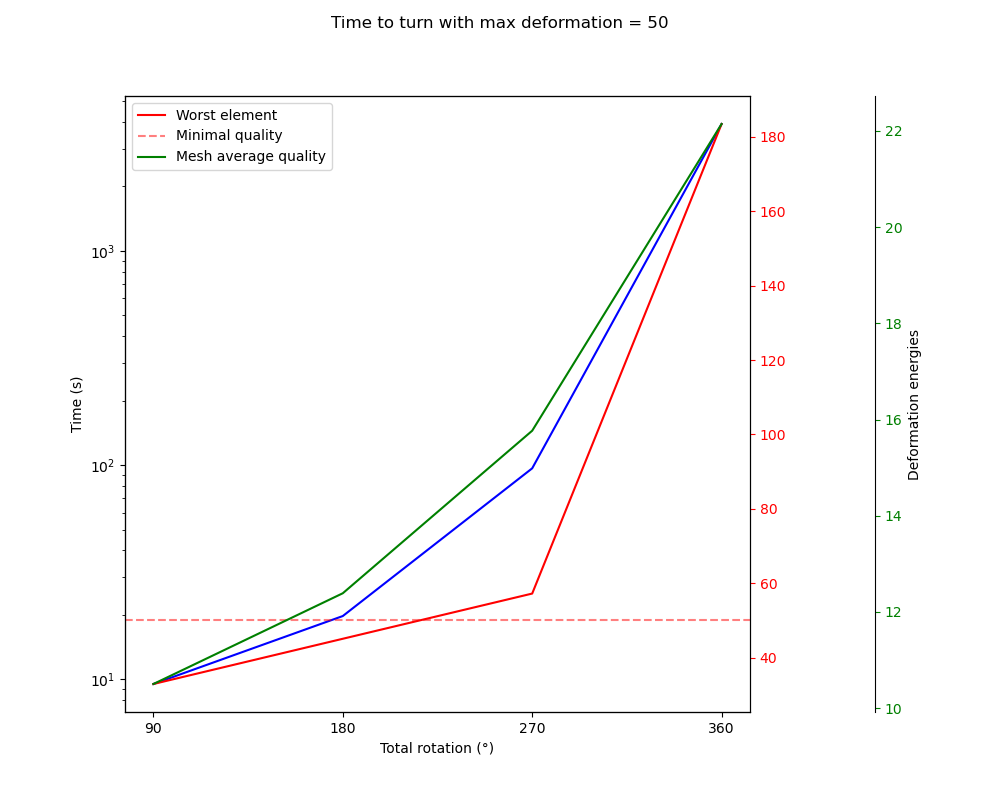 Time to turn with max deformation = 50
Worst element
Minimal quality
Mesh average quality
Time (s)
10³
10²
10¹
90 180 270 360
Total rotation (°)
180
160
140
120
100
80
60
40
22
20
18
16
14
12
10
Deformation energies